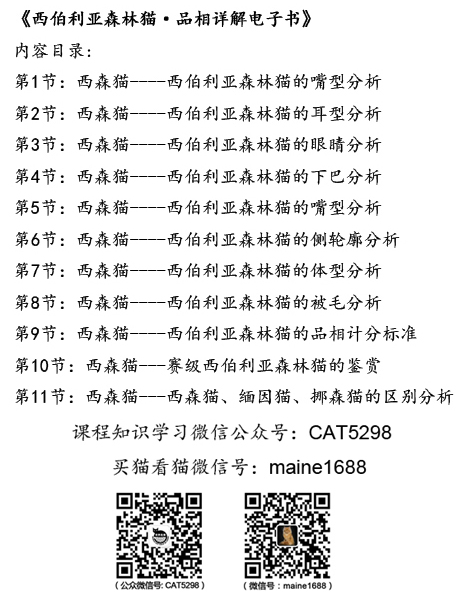 《西伯利亚森林猫·品相详解电子书》
内容目录：
第1节：西森猫----西伯利亚森林猫的嘴型分析
第2节：西森猫----西伯利亚森林猫的耳型分析
第3节：西森猫----西伯利亚森林猫的眼睛分析
第4节：西森猫----西伯利亚森林猫的下巴分析
第5节：西森猫----西伯利亚森林猫的嘴型分析
第6节：西森猫----西伯利亚森林猫的侧轮廓分析
第7节：西森猫----西伯利亚森林猫的体型分析
第8节：西森猫----西伯利亚森林猫的被毛分析
第9节：西森猫----西伯利亚森林猫的品相计分标准
第10节：西森猫---赛级西伯利亚森林猫的鉴赏
第11节：西森猫---西森猫、缅因猫、挪森猫的区别分析
课程知识学习微信公众号：CAT5298
买猫看猫微信号：maine1688
（公众微信号: CAT5298） （微信号：maine1688）